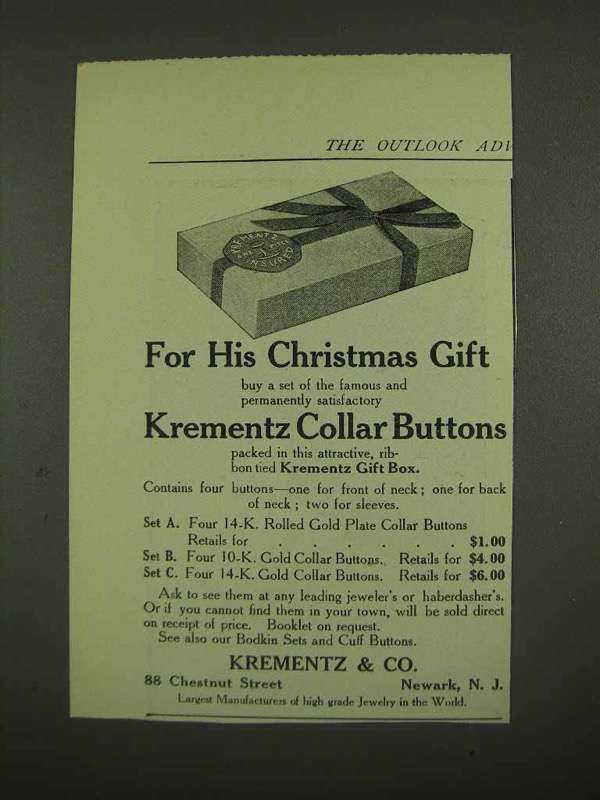 THE OUTLOOK ADV
KREMENTZ
INSURED
For His Christmas Gift
buy a set of the famous and
permanently satisfactory
Krementz Collar Buttons
packed in this attractive, rib-
bon tied Krementz Gift Box.
Contains four buttons—one for front of neck; one for back
of neck; two for sleeves.
Set A. Four 14-K. Rolled Gold Plate Collar Buttons
Retails for . . . . . . $1.00
Set B. Four 10-K. Gold Collar Buttons. Retails for $4.00
Set C. Four 14-K. Gold Collar Buttons. Retails for $6.00
Ask to see them at any leading jeweler's or haberdasher's.
Or if you cannot find them in your town, will be sold direct
on receipt of price. Booklet on request.
See also our Bodkin Sets and Cuff Buttons.
KREMENTZ & CO.
88 Chestnut Street Newark, N. J.
Largest Manufacturers of high grade Jewelry in the World.